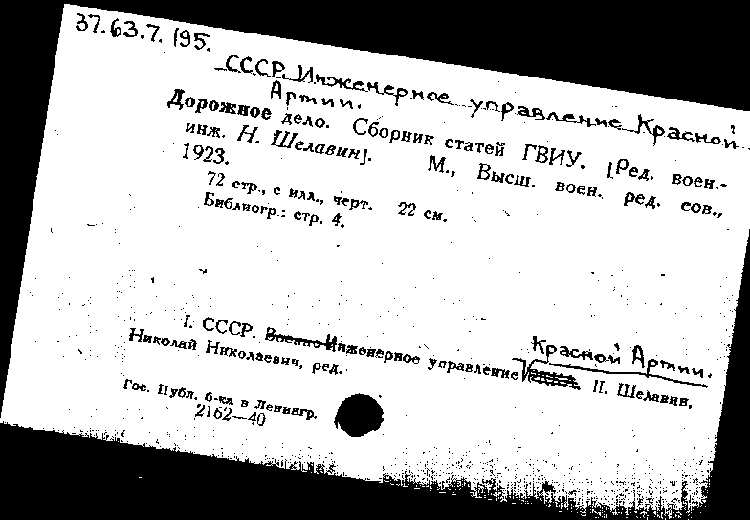 37.63.7.195.
СССР. Инженерное управление Красной
Армии.
Дорожное дело. Сборник статей ГВИУ. [Ред. воен.-
инж. Н. Шелавин]. М., Высш. воен. ред. сов.,
1923.
72 стр., с илл., черт. 22 см.
Библиогр.: стр. 4.
Красной Армии.
I. СССР. Военно-Инженерное управление II. Шелавин,
Николай Николаевич, ред.
Гос. Публ. б-ка в Ленингр.
2162—40